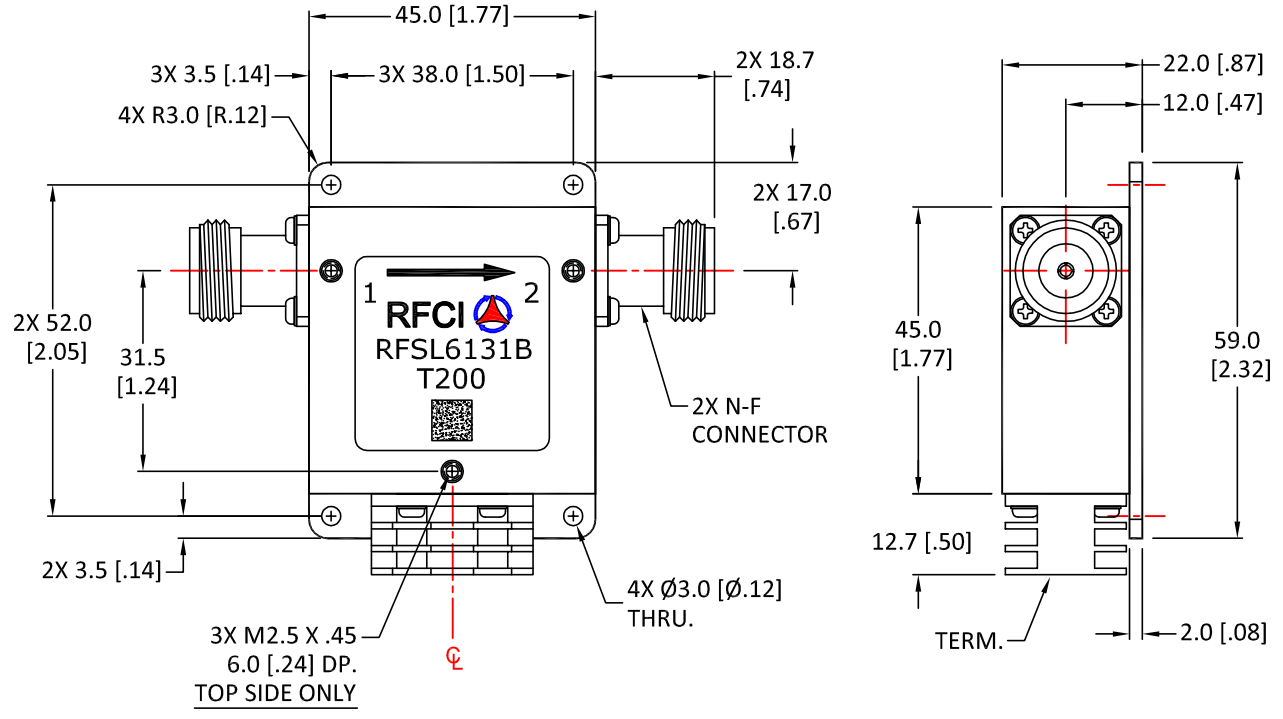 45.0 [1.77]
3X 3.5 [.14]
3X 38.0 [1.50]
2X 18.7
[.74]
4X R3.0 [R.12]
2X 17.0
[.67]
2X 52.0
[2.05]
31.5
[1.24]
1
2
RFCI
RFSL6131B
T200
2X N-F
CONNECTOR
2X 3.5 [.14]
4X Ø3.0 [Ø.12]
THRU.
3X M2.5 X .45
6.0 [.24] DP.
TOP SIDE ONLY
CL
22.0 [.87]
12.0 [.47]
45.0
[1.77]
59.0
[2.32]
12.7 [.50]
TERM.
2.0 [.08]